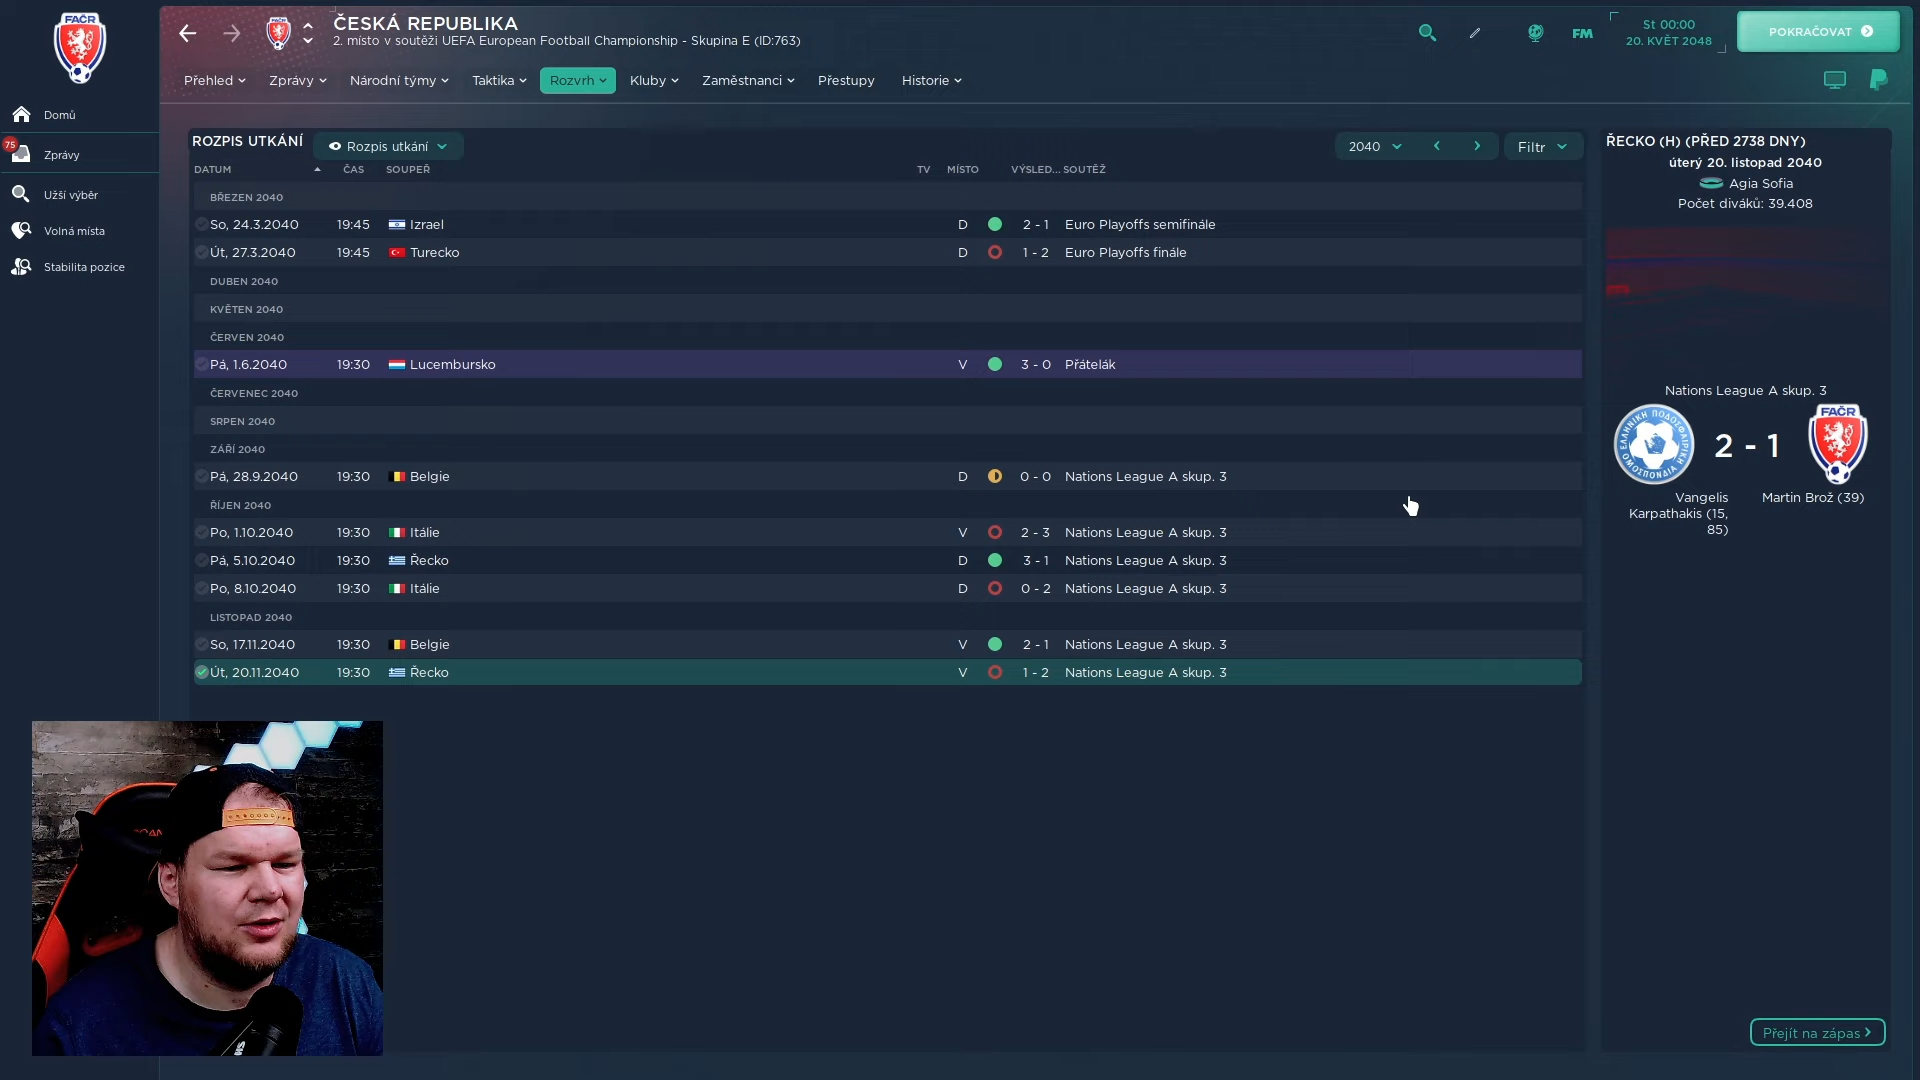 FAČR
ČESKÁ REPUBLIKA
2. místo v soutěži UEFA European Football Championship - Skupina E (ID:763)
FM
St 00:00
20. KVĚT 2048
POKRAČOVAT
Přehled
Zprávy
Národní týmy
Taktika
Rozvrh
Kluby
Zaměstnanci
Přestupy
Historie
Domů
75
Zprávy
Užší výběr
Volná místa
Stabilita pozice
ROZPIS UTKÁNÍ
Rozpis utkání
2040
Filtr
DATUM ČAS SOUPEŘ TV MÍSTO VÝSLED... SOUTĚŽ
BŘEZEN 2040
So, 24.3.2040 19:45 Izrael D 2 - 1 Euro Playoffs semifinále
Út, 27.3.2040 19:45 Turecko D 1 - 2 Euro Playoffs finále
DUBEN 2040
KVĚTEN 2040
ČERVEN 2040
Pá, 1.6.2040 19:30 Lucembursko V 3 - 0 Přátelák
ČERVENEC 2040
SRPEN 2040
ZÁŘÍ 2040
Pá, 28.9.2040 19:30 Belgie D 0 - 0 Nations League A skup. 3
ŘÍJEN 2040
Po, 1.10.2040 19:30 Itálie V 2 - 3 Nations League A skup. 3
Pá, 5.10.2040 19:30 Řecko D 3 - 1 Nations League A skup. 3
Po, 8.10.2040 19:30 Itálie D 0 - 2 Nations League A skup. 3
LISTOPAD 2040
So, 17.11.2040 19:30 Belgie V 2 - 1 Nations League A skup. 3
Út, 20.11.2040 19:30 Řecko V 1 - 2 Nations League A skup. 3
ŘECKO (H) (PŘED 2738 DNY)
úterý 20. listopad 2040
Agia Sofia
Počet diváků: 39.408
Nations League A skup. 3
ΕΛΛΗΝΙΚΗ ΠΟΔΟΣΦΑΙΡΙΚΗ ΟΜΟΣΠΟΝΔΙΑ
2 - 1
FAČR
Vangelis
Karpathakis (15,
85)
Martin Brož (39)
Přejít na zápas